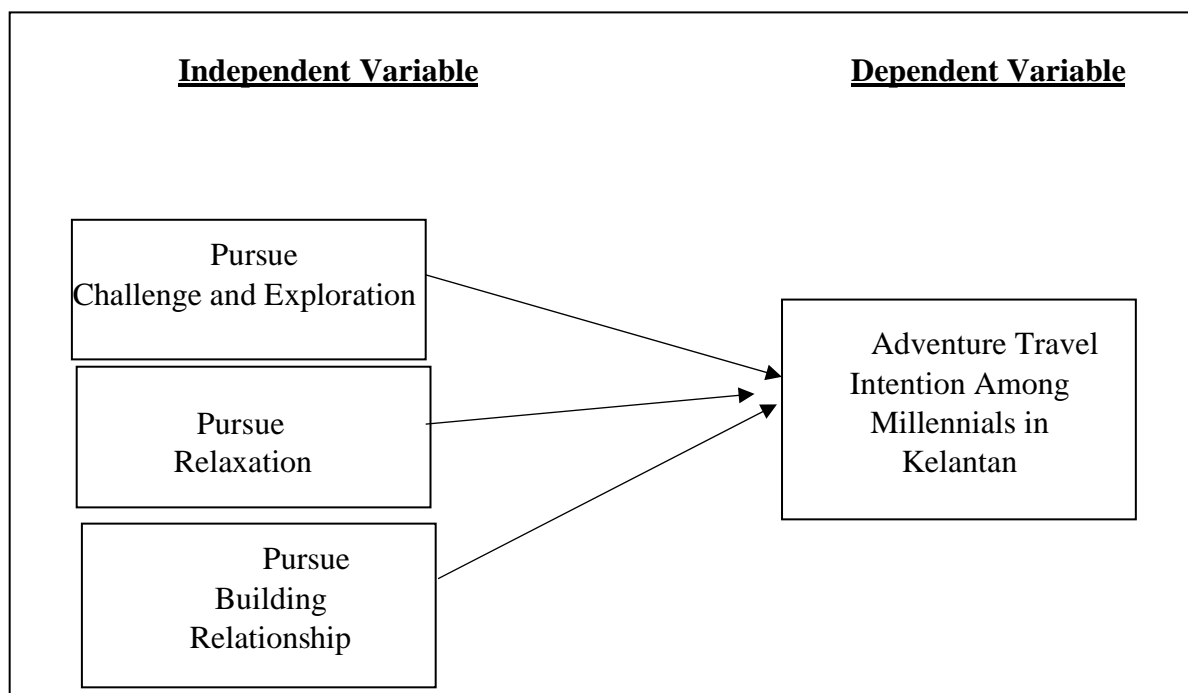 Independent Variable
Dependent Variable
Pursue
Challenge and Exploration
Pursue
Relaxation
Pursue
Building
Relationship
Adventure Travel
Intention Among
Millennials in
Kelantan